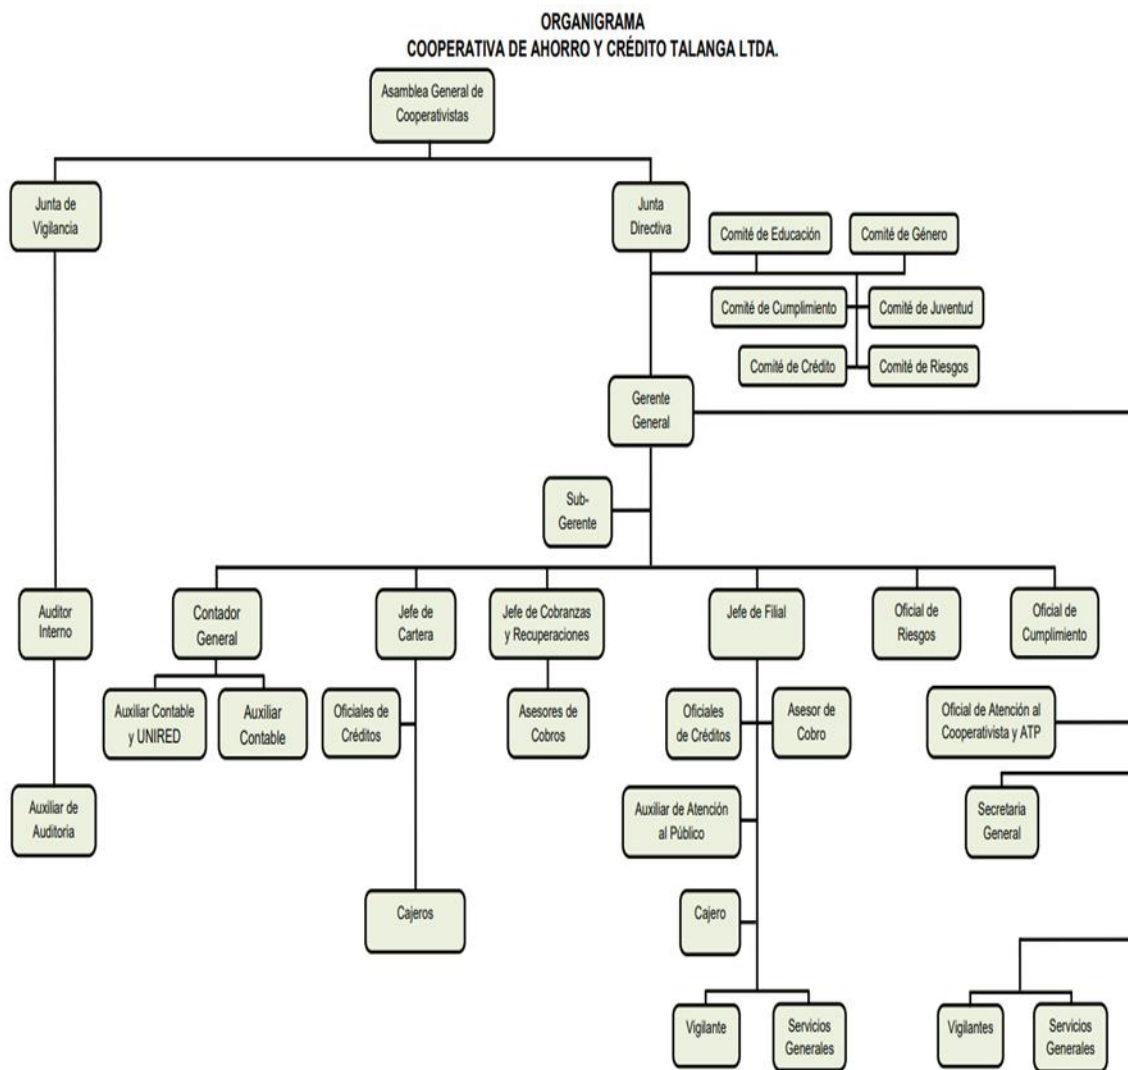 ORGANIGRAMA
COOPERATIVA DE AHORRO Y CRÉDITO TALANGA LTDA.
Asamblea General de
Cooperativistas
Junta de
Vigilancia
Junta
Directiva
Comité de Educación
Comité de Género
Comité de Cumplimiento
Comité de Juventud
Comité de Crédito
Comité de Riesgos
Gerente
General
Sub-
Gerente
Auditor
Interno
Contador
General
Jefe de
Cartera
Jefe de Cobranzas
y Recuperaciones
Jefe de Filial
Oficial de
Riesgos
Oficial de
Cumplimiento
Auxiliar Contable
y UNIRED
Auxiliar
Contable
Oficiales de
Créditos
Asesores de
Cobros
Oficiales
de Créditos
Asesor de
Cobro
Oficial de Atención al
Cooperativista y ATP
Auxiliar de
Auditoria
Auxiliar de Atención
al Público
Secretaria
General
Cajeros
Cajero
Vigilante
Servicios
Generales
Vigilantes
Servicios
Generales